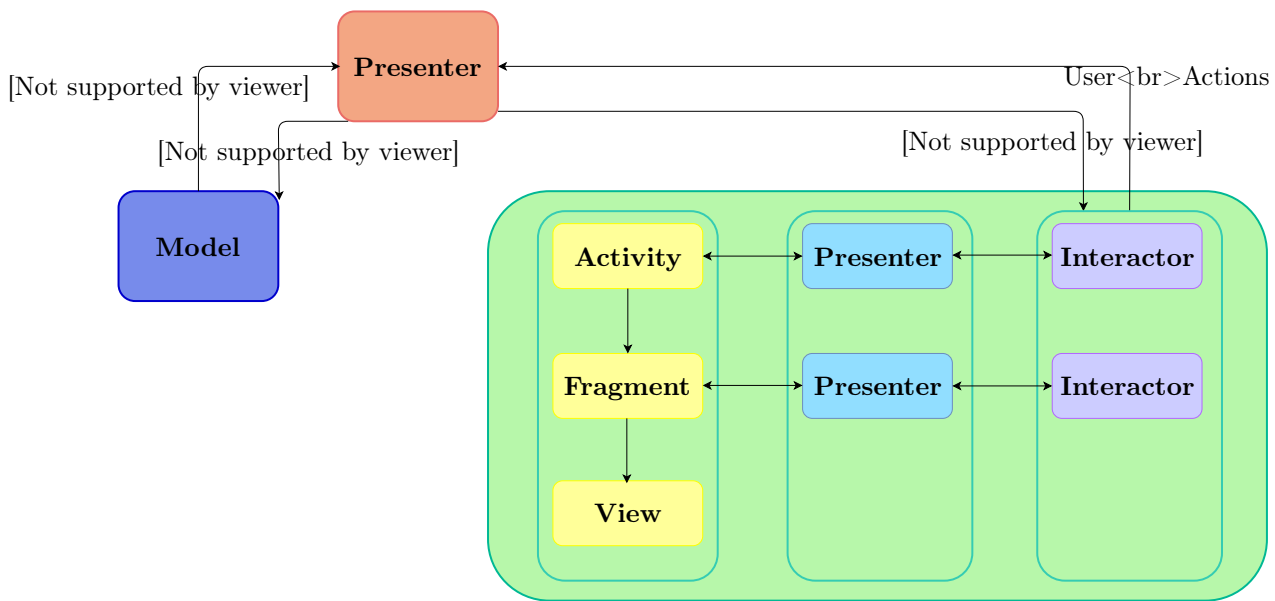 Presenter
[Not supported by viewer]
User<br>Actions
[Not supported by viewer]
[Not supported by viewer]
Model
Activity
Presenter
Interactor
Fragment
Presenter
Interactor
View